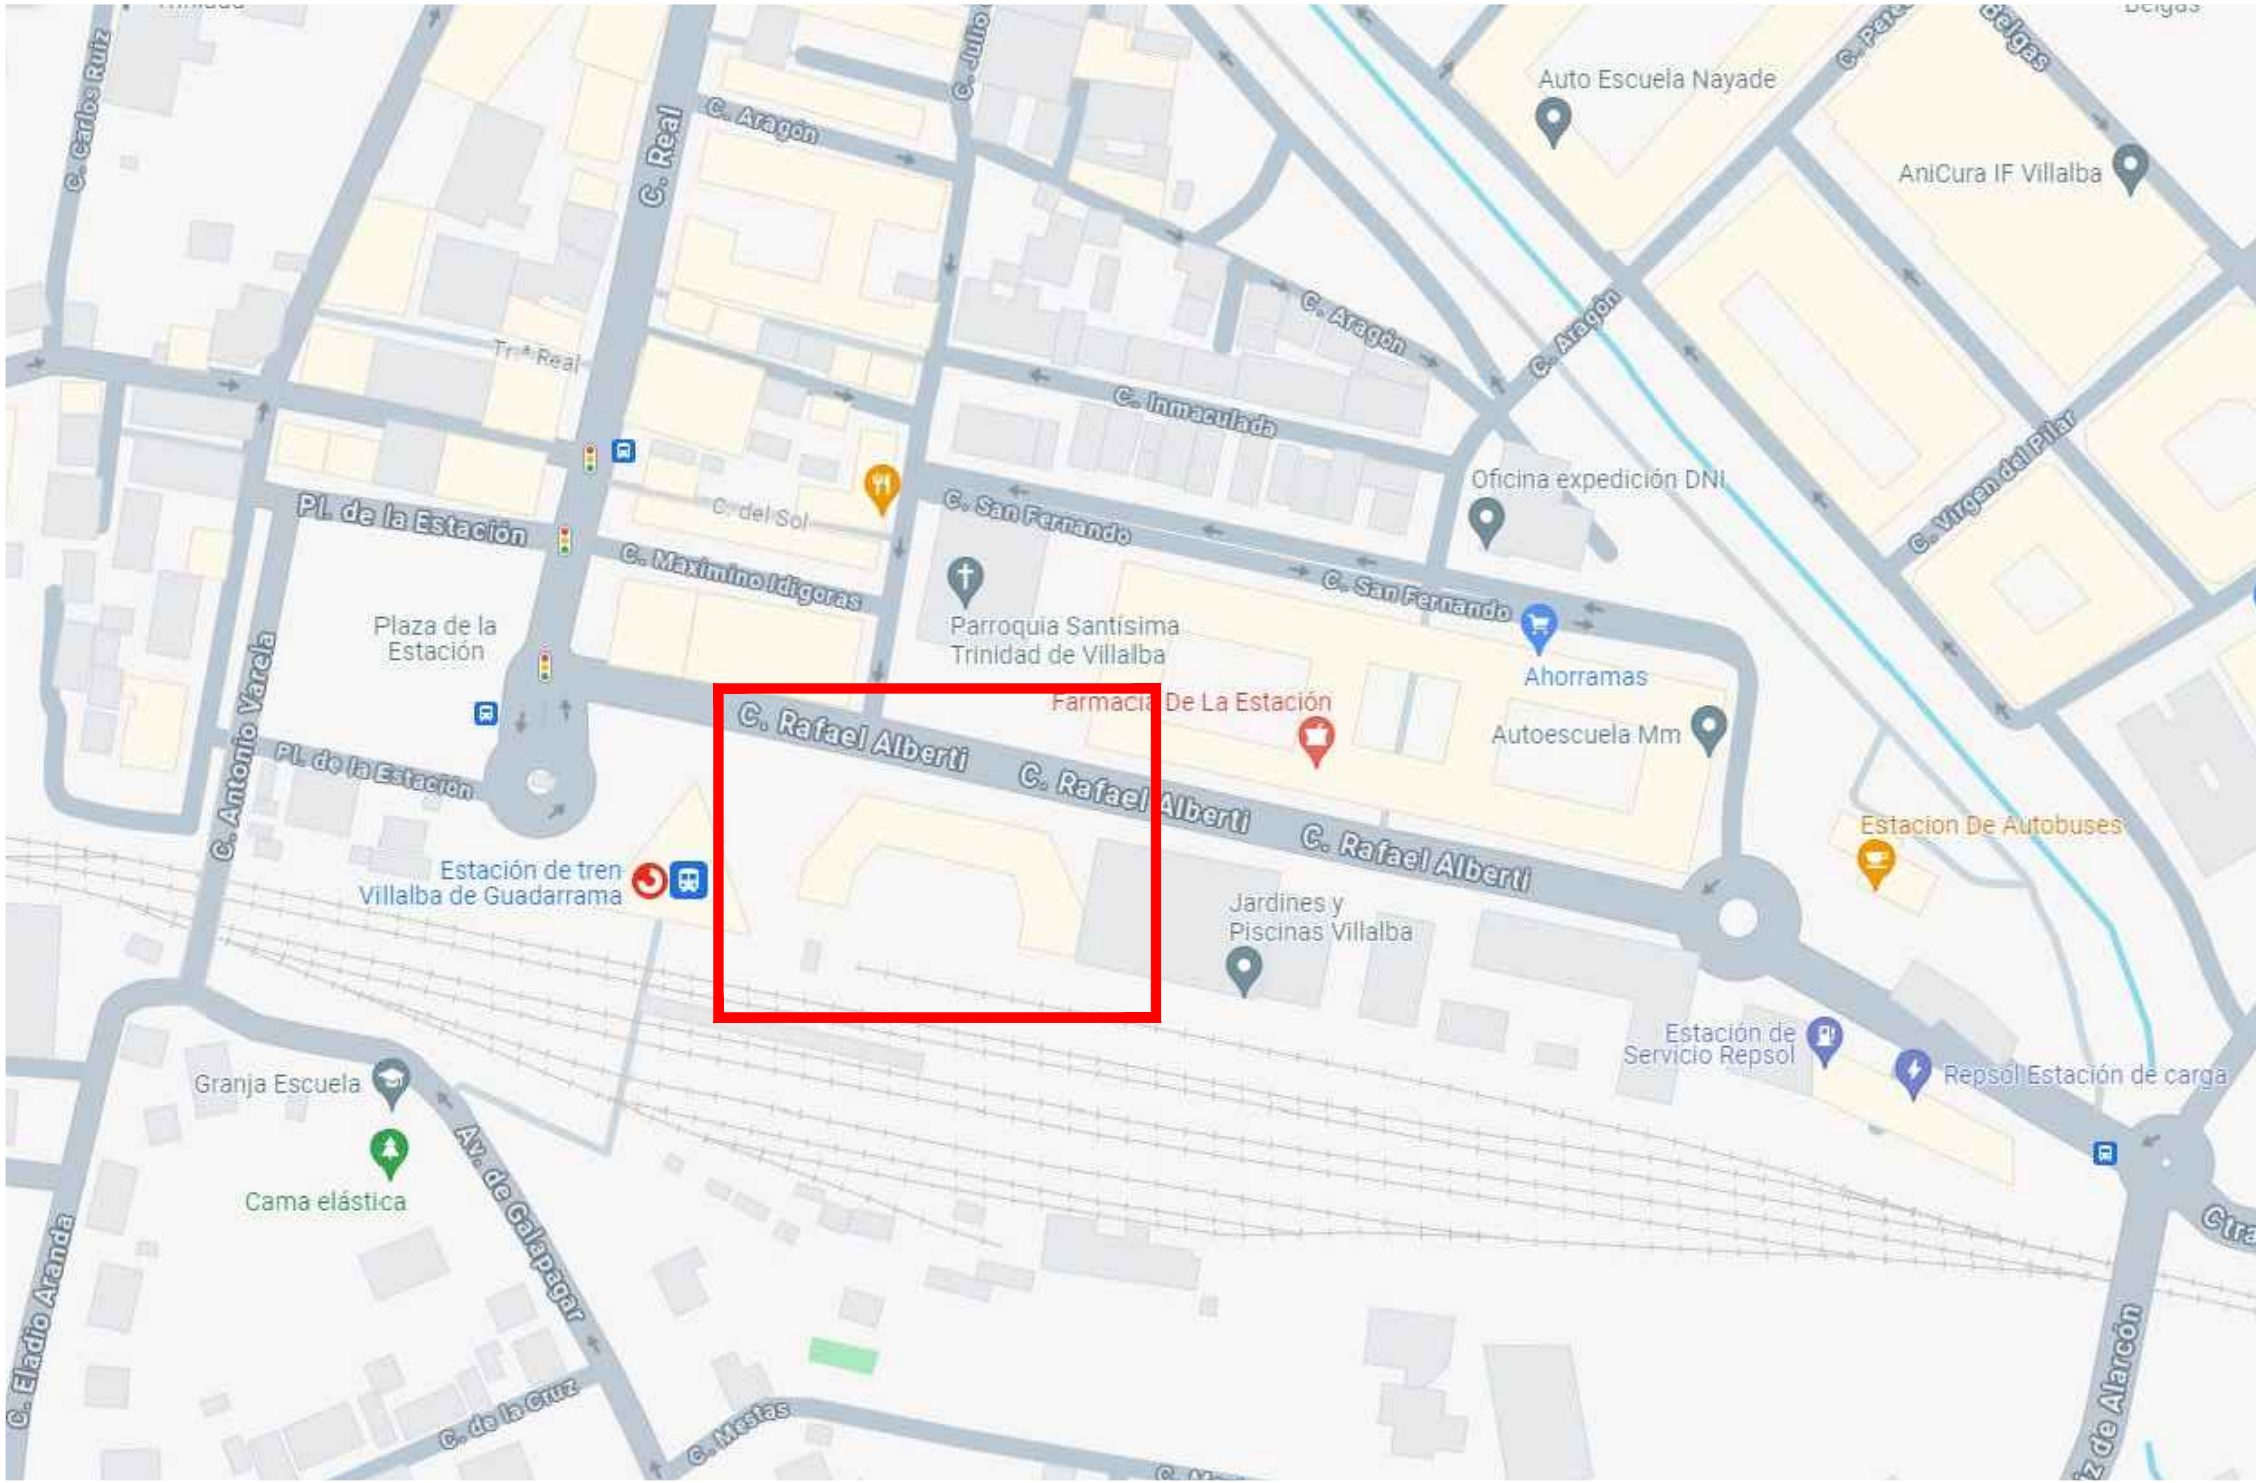 Belgas
C. Carlos Ruiz
C. Real
C. Aragón
C. Julio
Auto Escuela Nayade
Belgas
AniCura IF Villalba
C. Aragón
C. Aragón
Tr.ª Real
C. Inmaculada
C. Virgen del Pilar
Oficina expedición DNI
Pl. de la Estación
C. del Sol
C. San Fernando
C. Maximino Idigoras
C. San Fernando
Plaza de la
Estación
Parroquia Santísima
Trinidad de Villalba
Ahorramas
C. Antonio Varela
Farmacia De La Estación
Autoescuela Mm
C. Rafael Alberti
C. Rafael Alberti
C. Rafael Alberti
Pl. de la Estación
Estacion De Autobuses
Estación de tren
Villalba de Guadarrama
Jardines y
Piscinas Villalba
Estación de
Servicio Repsol
Repsol Estación de carga
Granja Escuela
Cama elástica
Av. de Galapagar
C. Eladio Aranda
C. de la Cruz
C. Mestas
Ctra
z de Alarcón